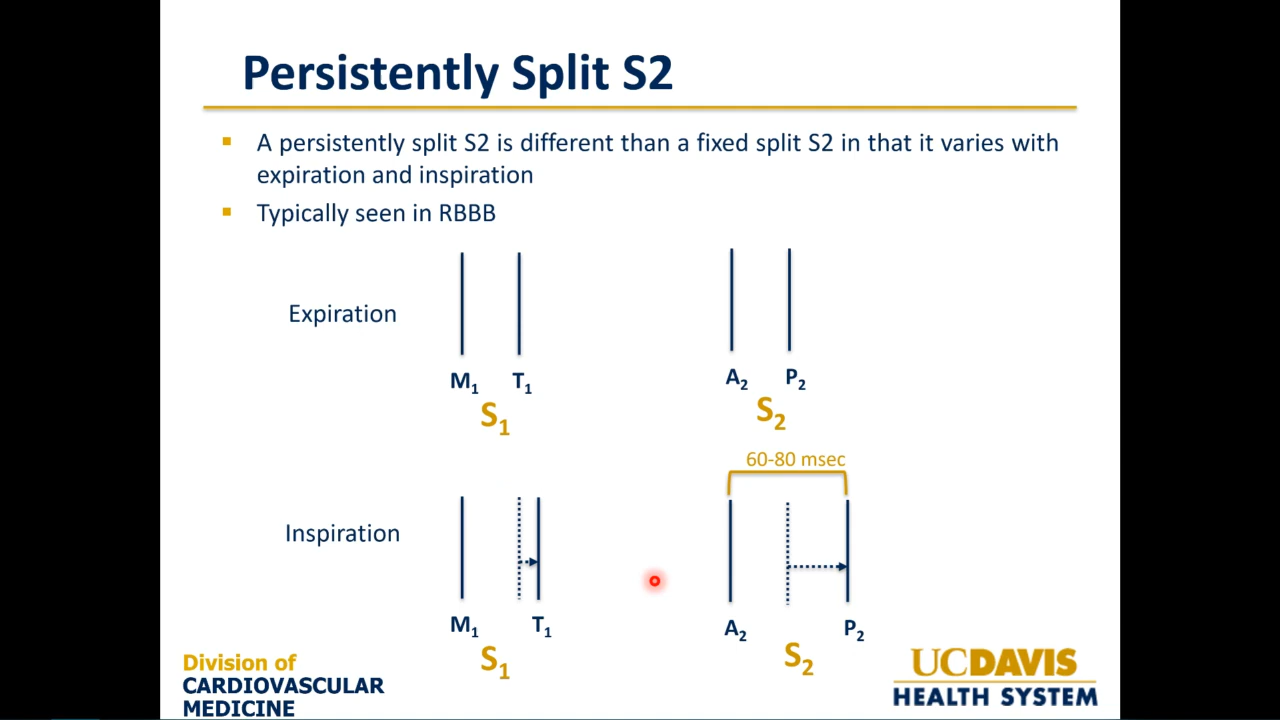 Persistently Split S2
▪ A persistently split S2 is different than a fixed split S2 in that it varies with
expiration and inspiration
▪ Typically seen in RBBB
Expiration
M₁ T₁ A₂ P₂
S₁ S₂
60-80 msec
Inspiration
M₁ T₁ A₂ P₂
S₁ S₂
Division of
CARDIOVASCULAR
MEDICINE
UCDAVIS
HEALTH SYSTEM